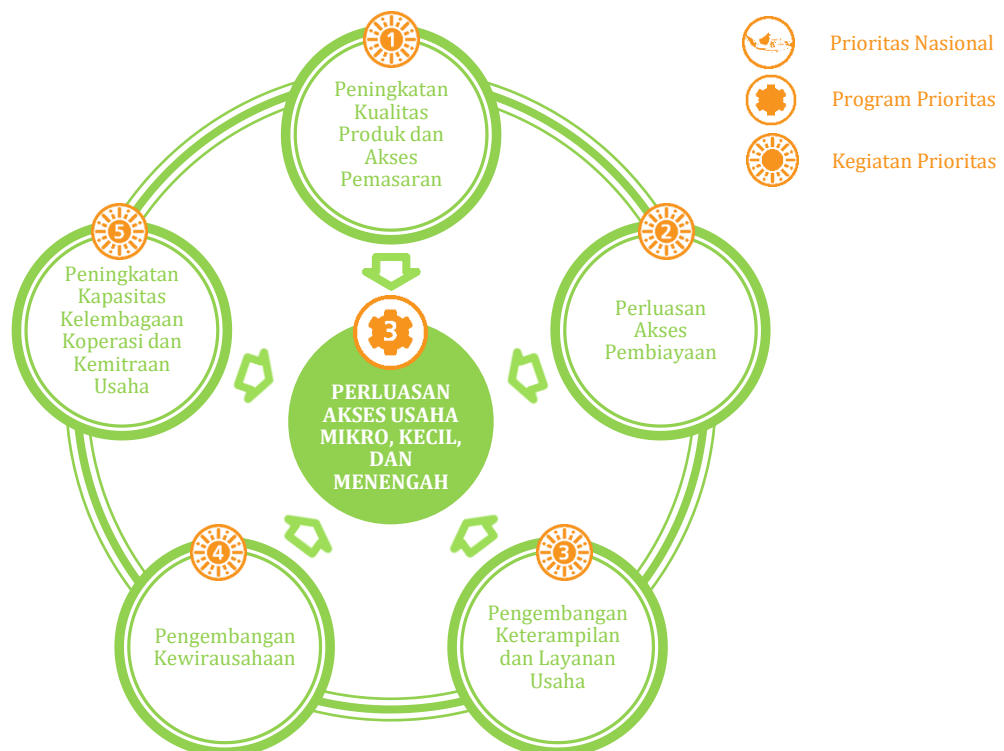 1
Peningkatan
Kualitas
Produk dan
Akses
Pemasaran
Prioritas Nasional
Program Prioritas
Kegiatan Prioritas
2
Perluasan
Akses
Pembiayaan
3
Pengembangan
Keterampilan
dan Layanan
Usaha
4
Pengembangan
Kewirausahaan
5
Peningkatan
Kapasitas
Kelembagaan
Koperasi dan
Kemitraan
Usaha
3
PERLUASAN
AKSES USAHA
MIKRO, KECIL,
DAN
MENENGAH